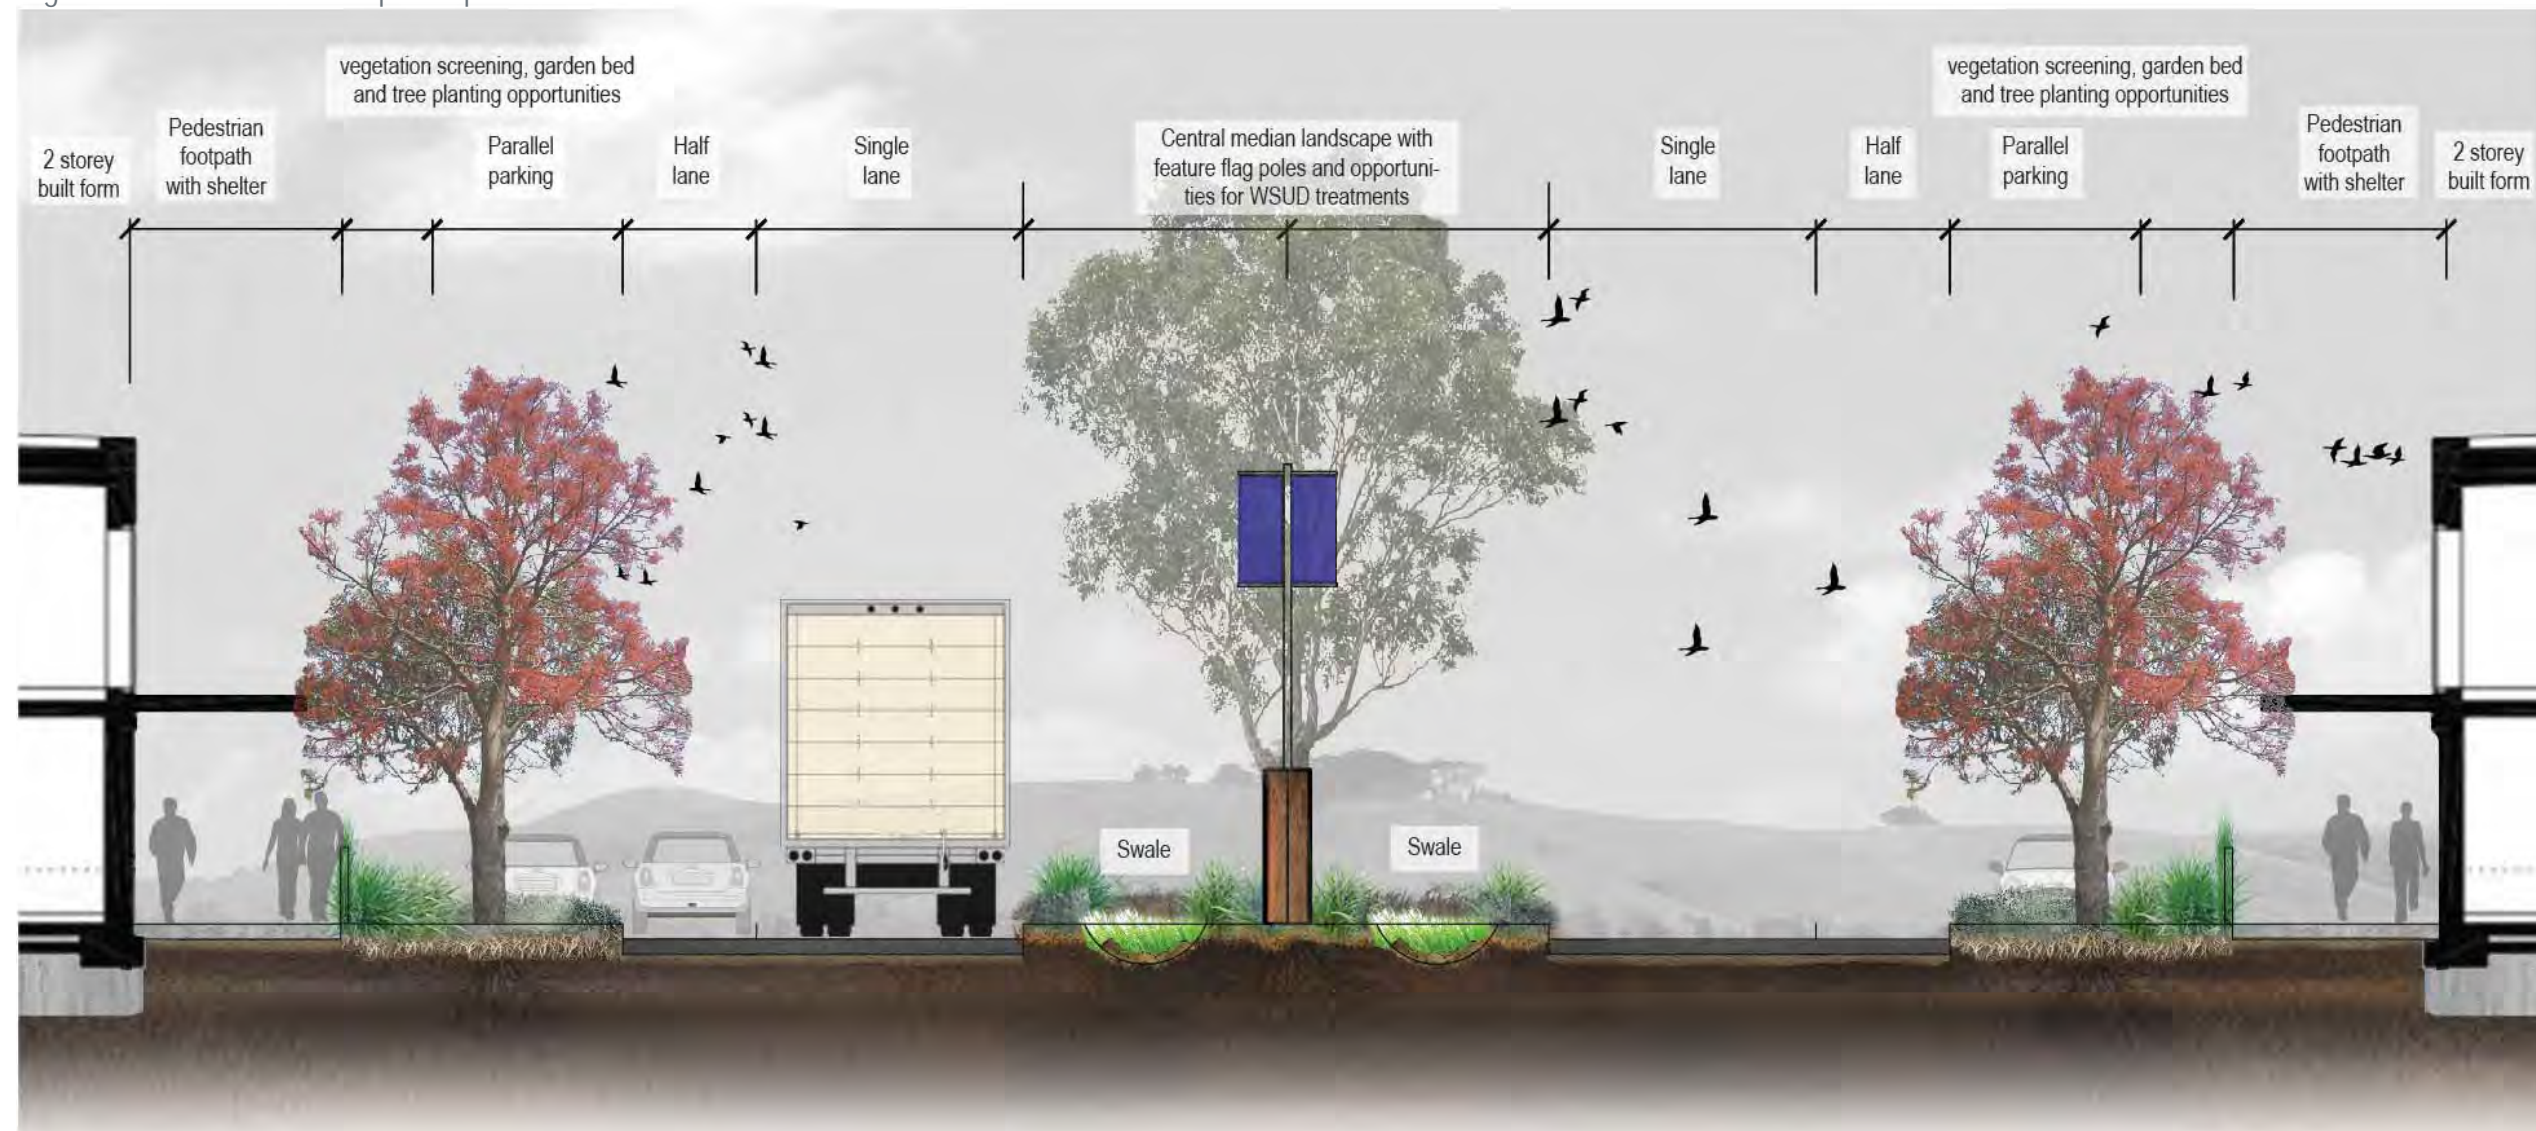 vegetation screening, garden bed
and tree planting opportunities
vegetation screening, garden bed
and tree planting opportunities
2 storey
built form
Pedestrian
footpath
with shelter
Parallel
parking
Half
lane
Single
lane
Central median landscape with
feature flag poles and opportuni-
ties for WSUD treatments
Single
lane
Half
lane
Parallel
parking
Pedestrian
footpath
with shelter
2 storey
built form
Swale
Swale